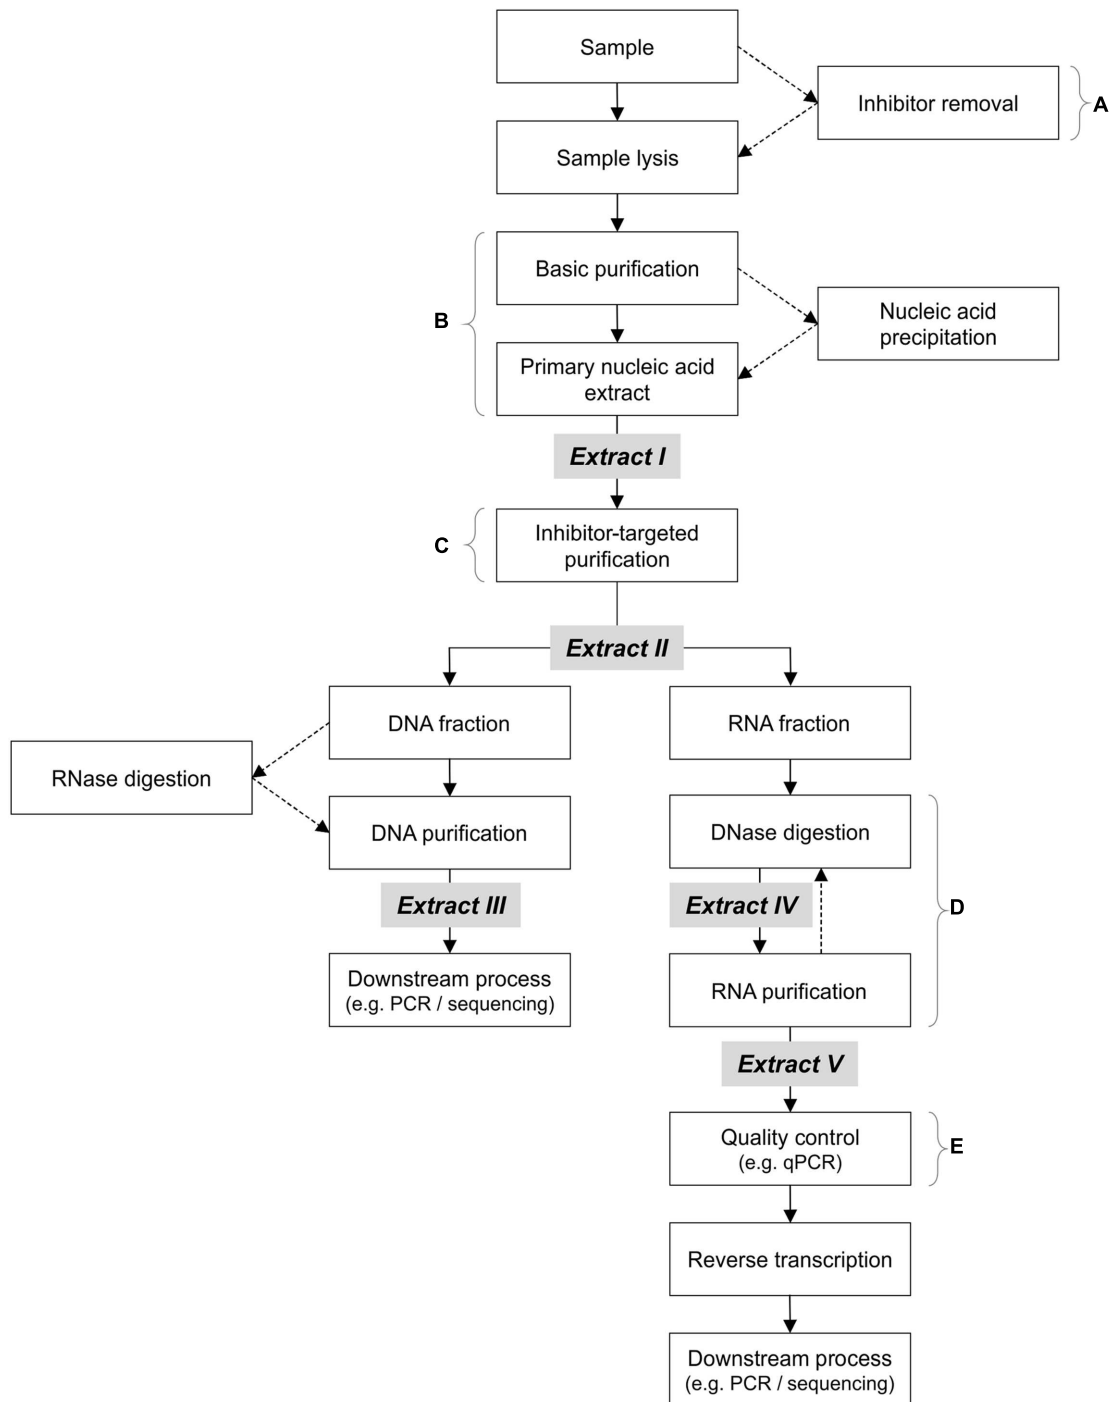 Sample
Inhibitor removal
A
Sample lysis
Basic purification
B
Nucleic acid
precipitation
Primary nucleic acid
extract
Extract I
C
Inhibitor-targeted
purification
Extract II
DNA fraction
RNA fraction
RNase digestion
DNA purification
DNase digestion
Extract III
Extract IV
D
Downstream process
(e.g. PCR / sequencing)
RNA purification
Extract V
Quality control
(e.g. qPCR)
E
Reverse transcription
Downstream process
(e.g. PCR / sequencing)